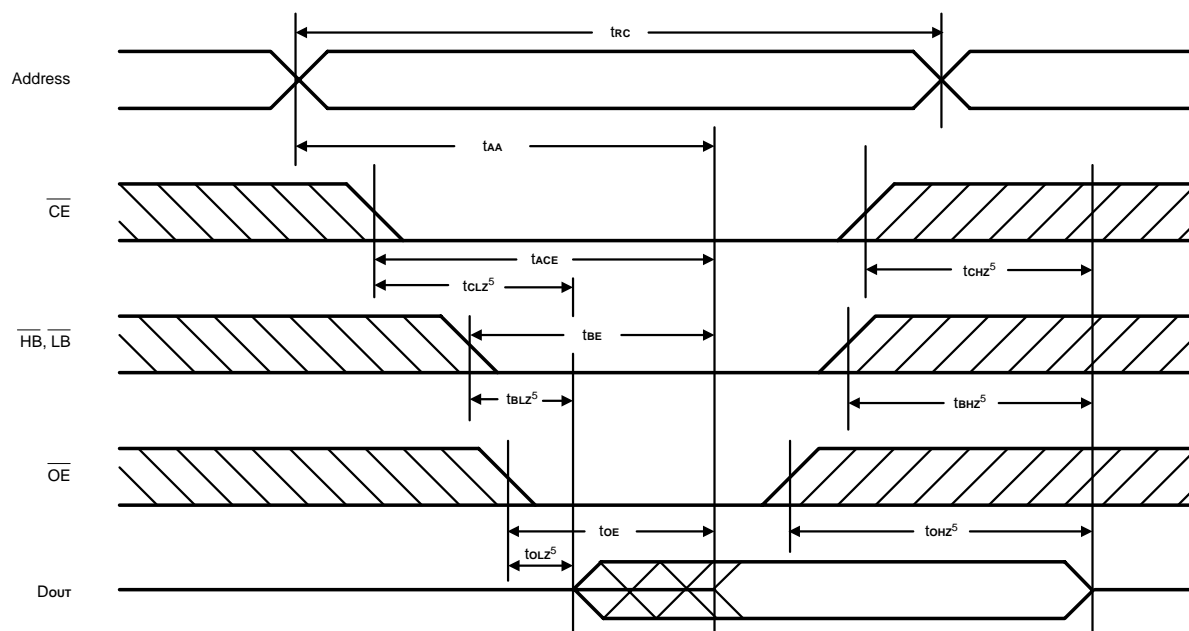 tRC
Address
tAA
CE
tACE
tCHZ5
tCLZ5
HB, LB
tBE
tBLZ5
tBHZ5
OE
tOE
tOHZ5
tOLZ5
DOUT